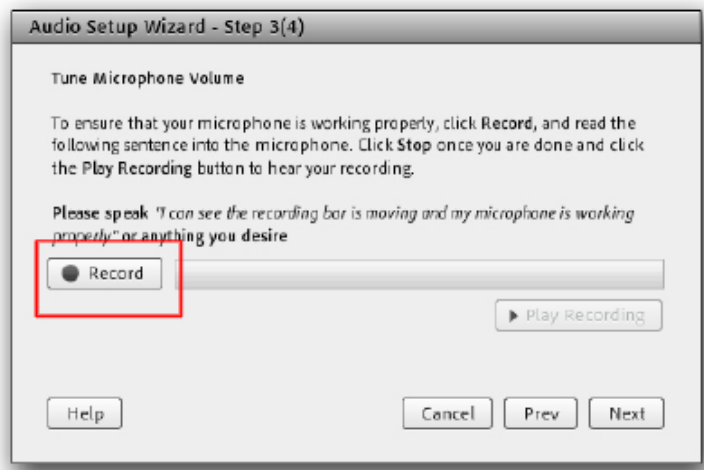 Audio Setup Wizard - Step 3(4)
Tune Microphone Volume
To ensure that your microphone is working properly, click Record, and read the
following sentence into the microphone. Click Stop once you are done and click
the Play Recording button to hear your recording.
Please speak "I can see the recording bar is moving and my microphone is working
properly" or anything you desire
Record
Play Recording
Help
Cancel
Prev
Next